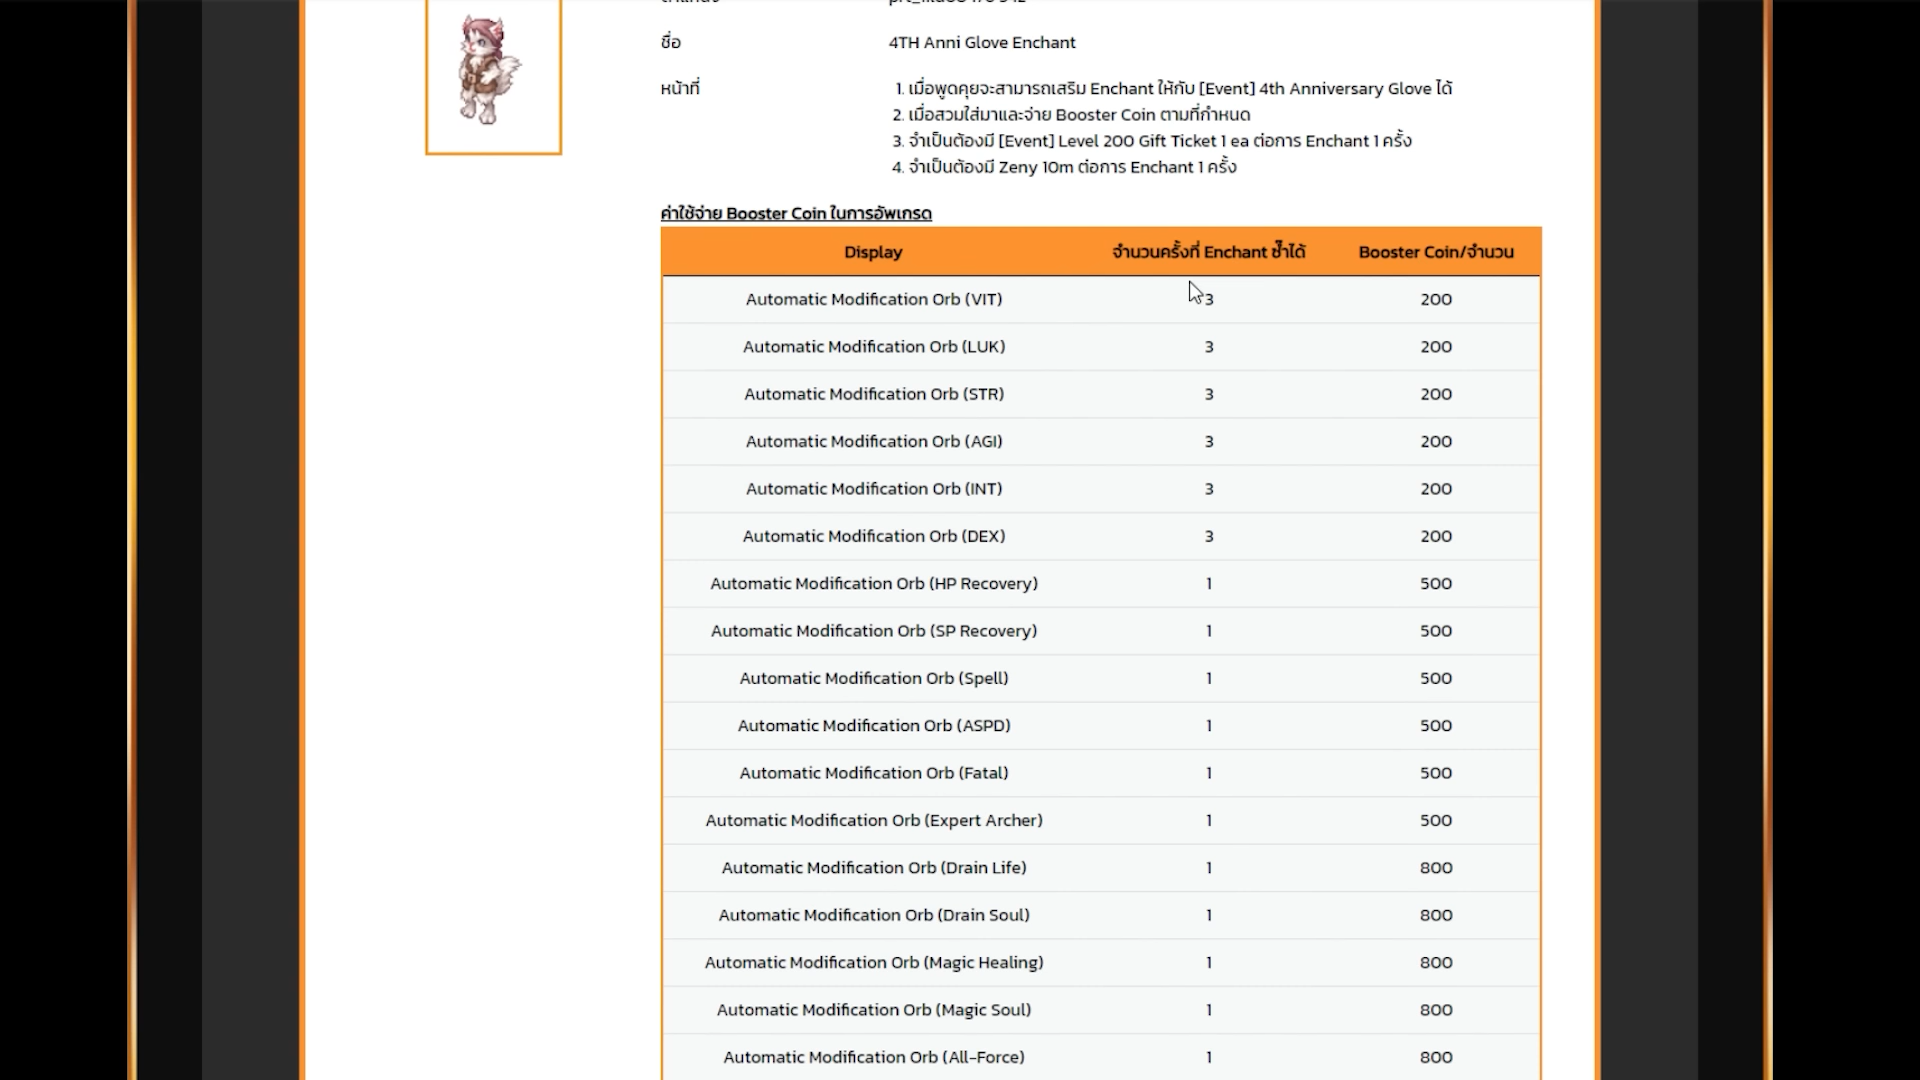 ชื่อ 4TH Anni Glove Enchant
หน้าที่ 1. เมื่อพูดคุยจะสามารถเสริม Enchant ให้กับ [Event] 4th Anniversary Glove ได้
2. เมื่อสวมใส่มาและจ่าย Booster Coin ตามที่กำหนด
3. จำเป็นต้องมี [Event] Level 200 Gift Ticket 1 ea ต่อการ Enchant 1 ครั้ง
4. จำเป็นต้องมี Zeny 10m ต่อการ Enchant 1 ครั้ง
ค่าใช้จ่าย Booster Coin ในการอัพเกรด
Display จำนวนครั้งที่ Enchant ซ้ำได้ Booster Coin/จำนวน
Automatic Modification Orb (VIT) 3 200
Automatic Modification Orb (LUK) 3 200
Automatic Modification Orb (STR) 3 200
Automatic Modification Orb (AGI) 3 200
Automatic Modification Orb (INT) 3 200
Automatic Modification Orb (DEX) 3 200
Automatic Modification Orb (HP Recovery) 1 500
Automatic Modification Orb (SP Recovery) 1 500
Automatic Modification Orb (Spell) 1 500
Automatic Modification Orb (ASPD) 1 500
Automatic Modification Orb (Fatal) 1 500
Automatic Modification Orb (Expert Archer) 1 500
Automatic Modification Orb (Drain Life) 1 800
Automatic Modification Orb (Drain Soul) 1 800
Automatic Modification Orb (Magic Healing) 1 800
Automatic Modification Orb (Magic Soul) 1 800
Automatic Modification Orb (All-Force) 1 800